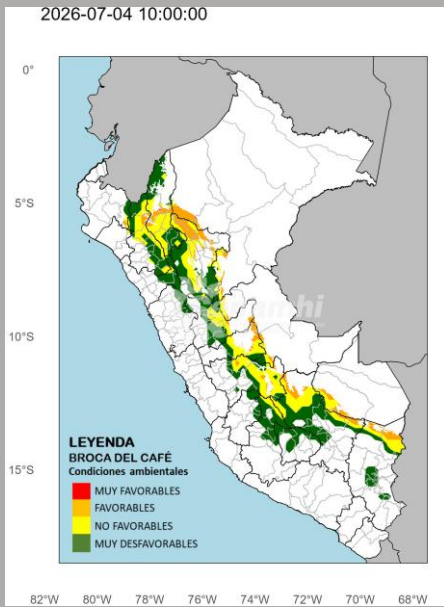 2026-07-04 10:00:00
0°
5°S
10°S
15°S
LEYENDA
BROCA DEL CAFÉ
Condiciones ambientales
MUY FAVORABLES
FAVORABLES
NO FAVORABLES
MUY DESFAVORABLES
82°W 80°W 78°W 76°W 74°W 72°W 70°W 68°W